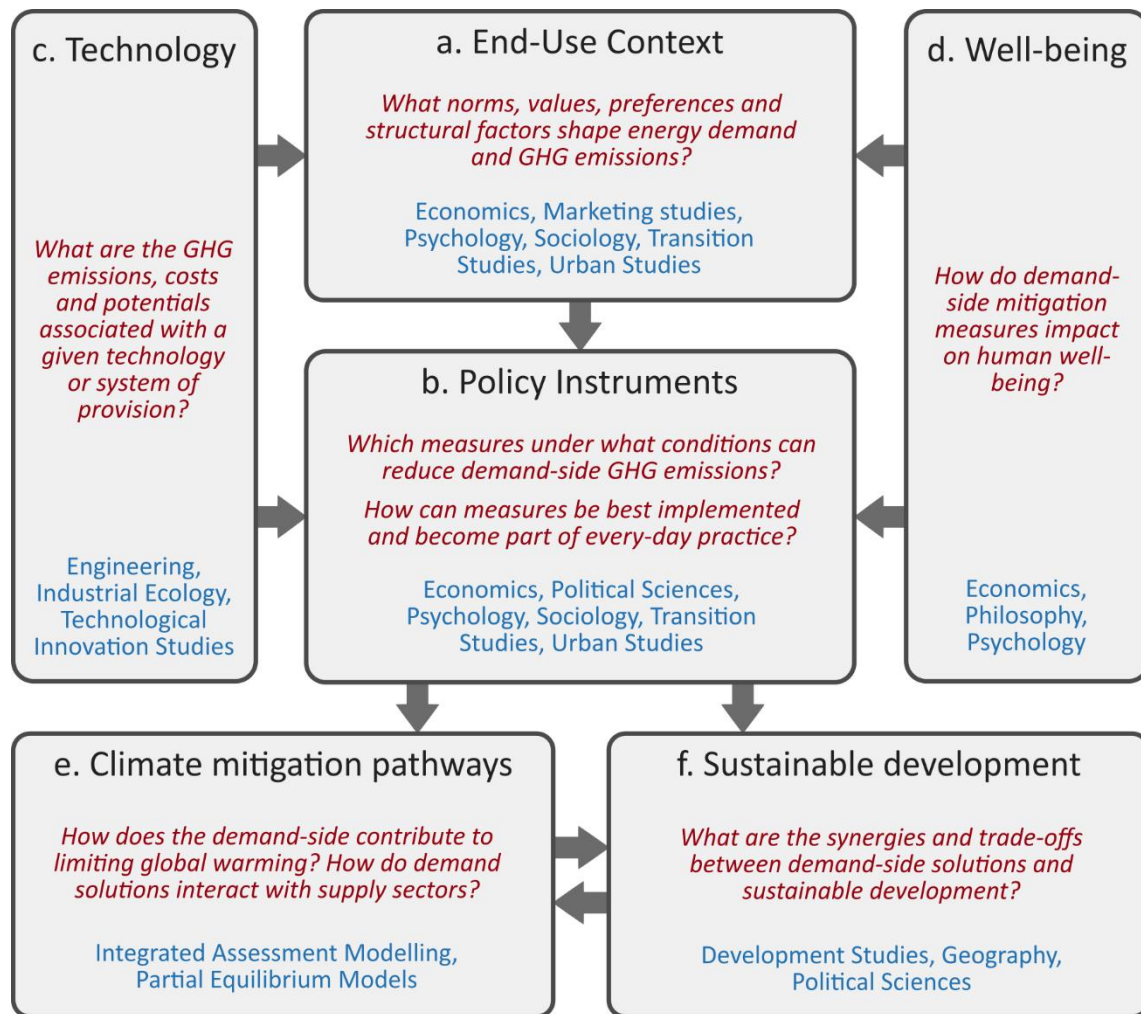 c. Technology
What are the GHG
emissions, costs
and potentials
associated with a
given technology
or system of
provision?
Engineering,
Industrial Ecology,
Technological
Innovation Studies
a. End-Use Context
What norms, values, preferences and
structural factors shape energy demand
and GHG emissions?
Economics, Marketing studies,
Psychology, Sociology, Transition
Studies, Urban Studies
b. Policy Instruments
Which measures under what conditions can
reduce demand-side GHG emissions?
How can measures be best implemented
and become part of every-day practice?
Economics, Political Sciences,
Psychology, Sociology, Transition
Studies, Urban Studies
d. Well-being
How do demand-
side mitigation
measures impact
on human well-
being?
Economics,
Philosophy,
Psychology
e. Climate mitigation pathways
How does the demand-side contribute to
limiting global warming? How do demand
solutions interact with supply sectors?
Integrated Assessment Modelling,
Partial Equilibrium Models
f. Sustainable development
What are the synergies and trade-offs
between demand-side solutions and
sustainable development?
Development Studies, Geography,
Political Sciences